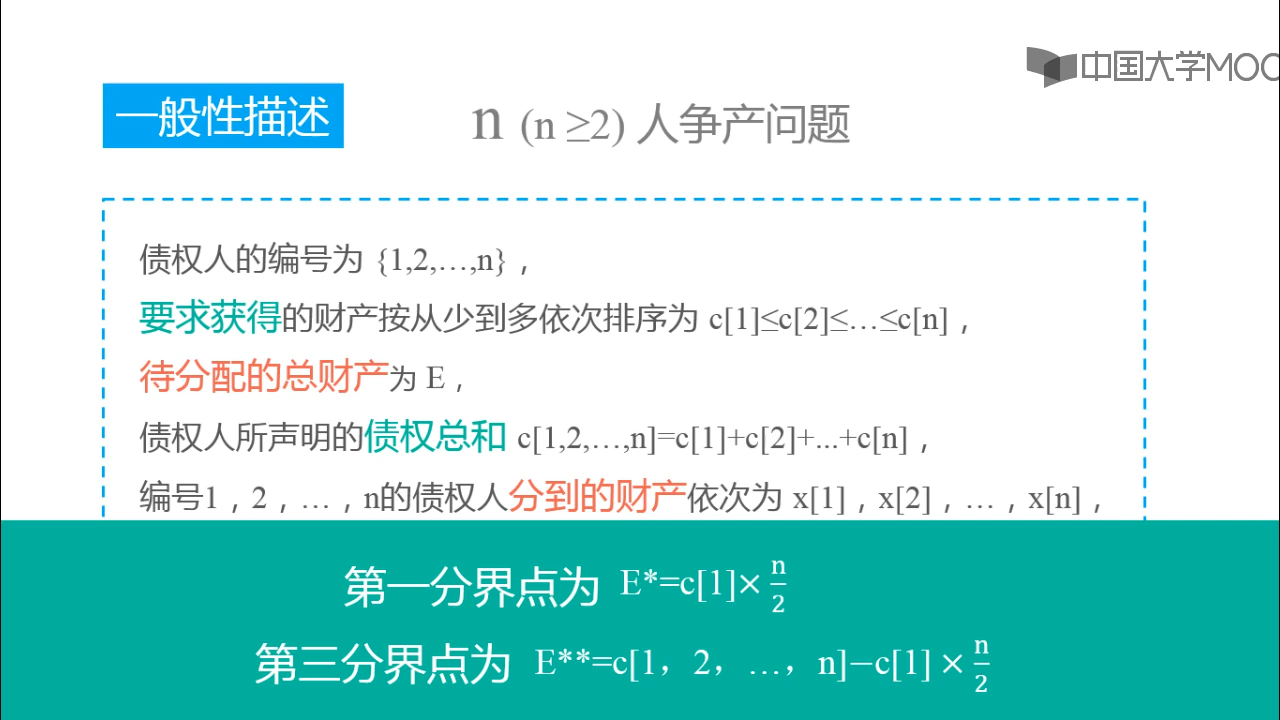 中国大学MOO
一般性描述
n (n ≥2) 人争产问题
债权人的编号为 {1,2,…,n}，
要求获得的财产按从少到多依次排序为 c[1]≤c[2]≤…≤c[n]，
待分配的总财产为 E，
债权人所声明的债权总和 c[1,2,…,n]=c[1]+c[2]+...+c[n]，
编号1，2，…，n的债权人分到的财产依次为 x[1]，x[2]，…，x[n]，
第一分界点为 E*=c[1]×n/2
第三分界点为 E**=c[1，2，…，n]−c[1]×n/2